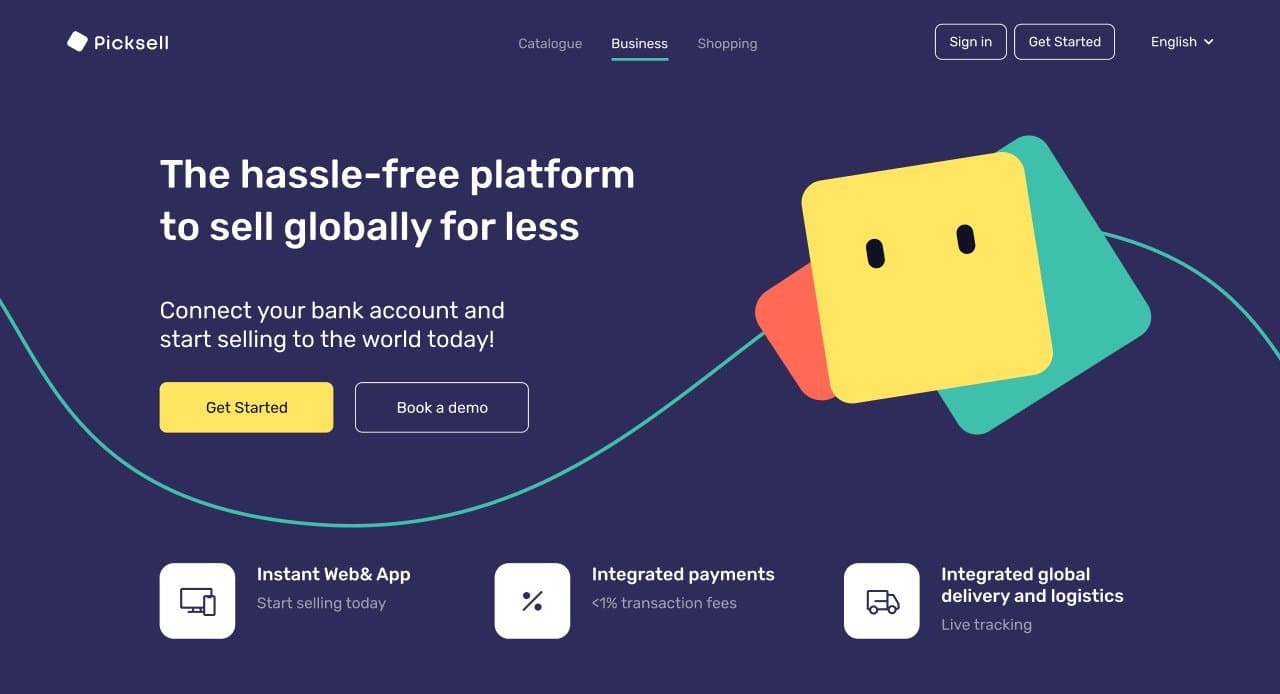 Picksell
Catalogue
Business
Shopping
Sign in
Get Started
English
The hassle-free platform
to sell globally for less
Connect your bank account and
start selling to the world today!
Get Started
Book a demo
Instant Web& App
Start selling today
Integrated payments
<1% transaction fees
Integrated global
delivery and logistics
Live tracking